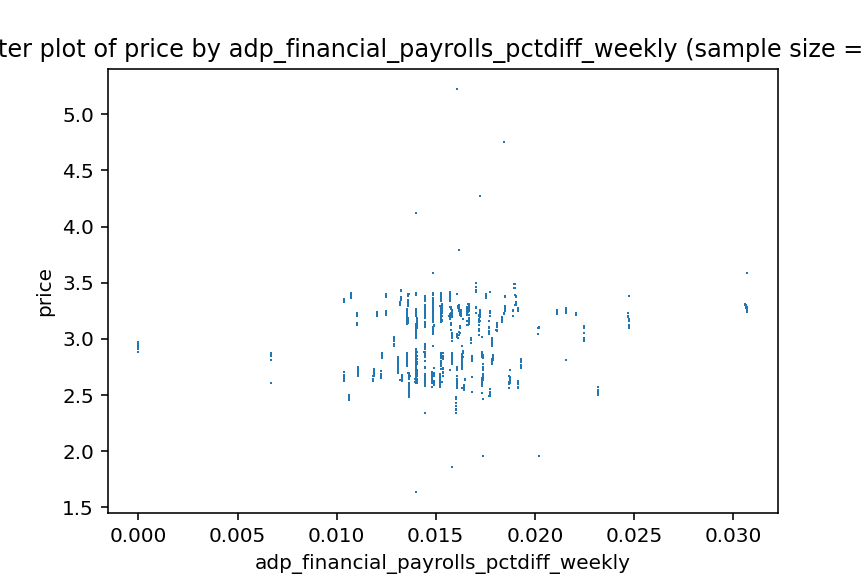 ter plot of price by adp_financial_payrolls_pctdiff_weekly (sample size =
5.0
4.5
4.0
3.5
3.0
2.5
2.0
1.5
price
0.000 0.005 0.010 0.015 0.020 0.025 0.030
adp_financial_payrolls_pctdiff_weekly